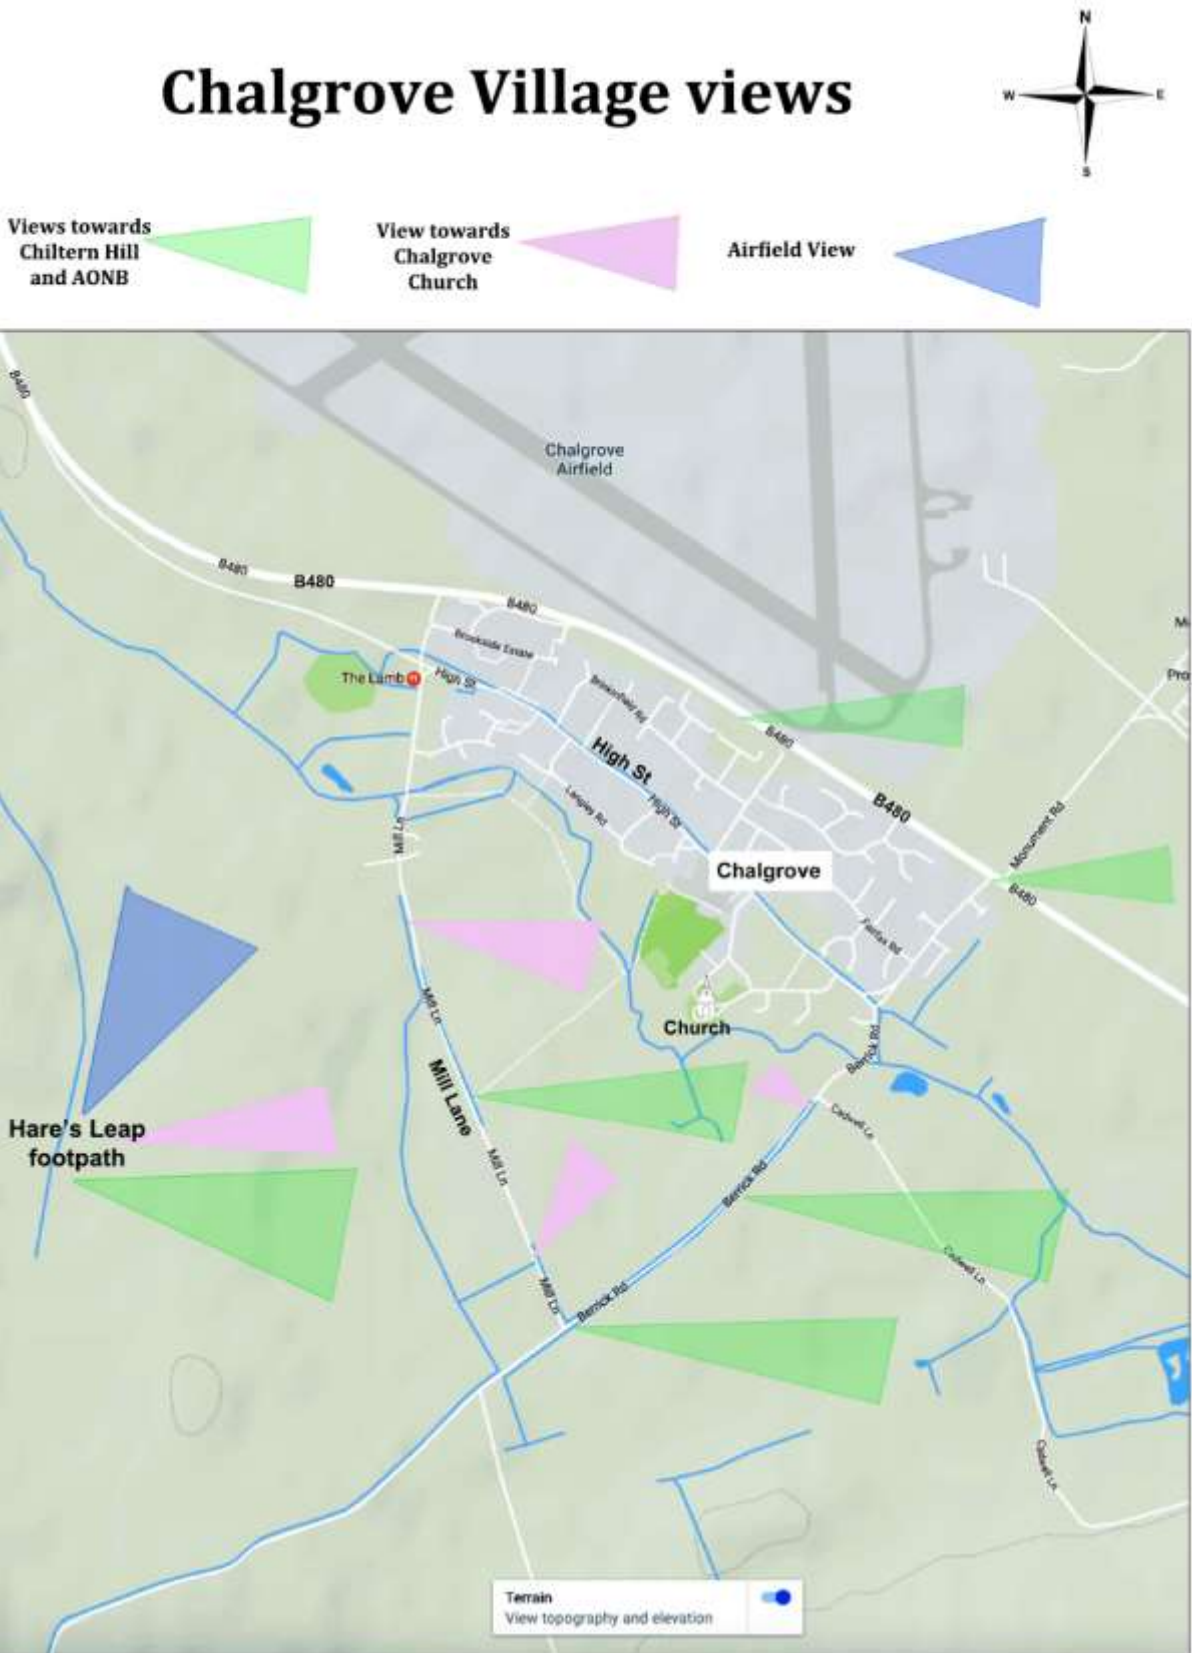 N
Chalgrove Village views
W
E
S
Views towards
Chiltern Hill
and AONB
View towards
Chalgrove
Church
Airfield View
B480
Chalgrove
Airfield
B480
B480
B480
Brookside Estate
The Lamb
High St
Brinkinfield Rd
M
Pro
B480
High St
High St
Langley Rd
B480
Monument Rd
Mill Ln
Chalgrove
B480
Fairfax Rd
Mill Ln
Church
Berrick Rd
Mill Lane
Hare's Leap
footpath
Cadwell Ln
Mill Ln
Berrick Rd
Cadwell Ln
Mill Ln
Berrick Rd
Cadwell Ln
Terrain
View topography and elevation